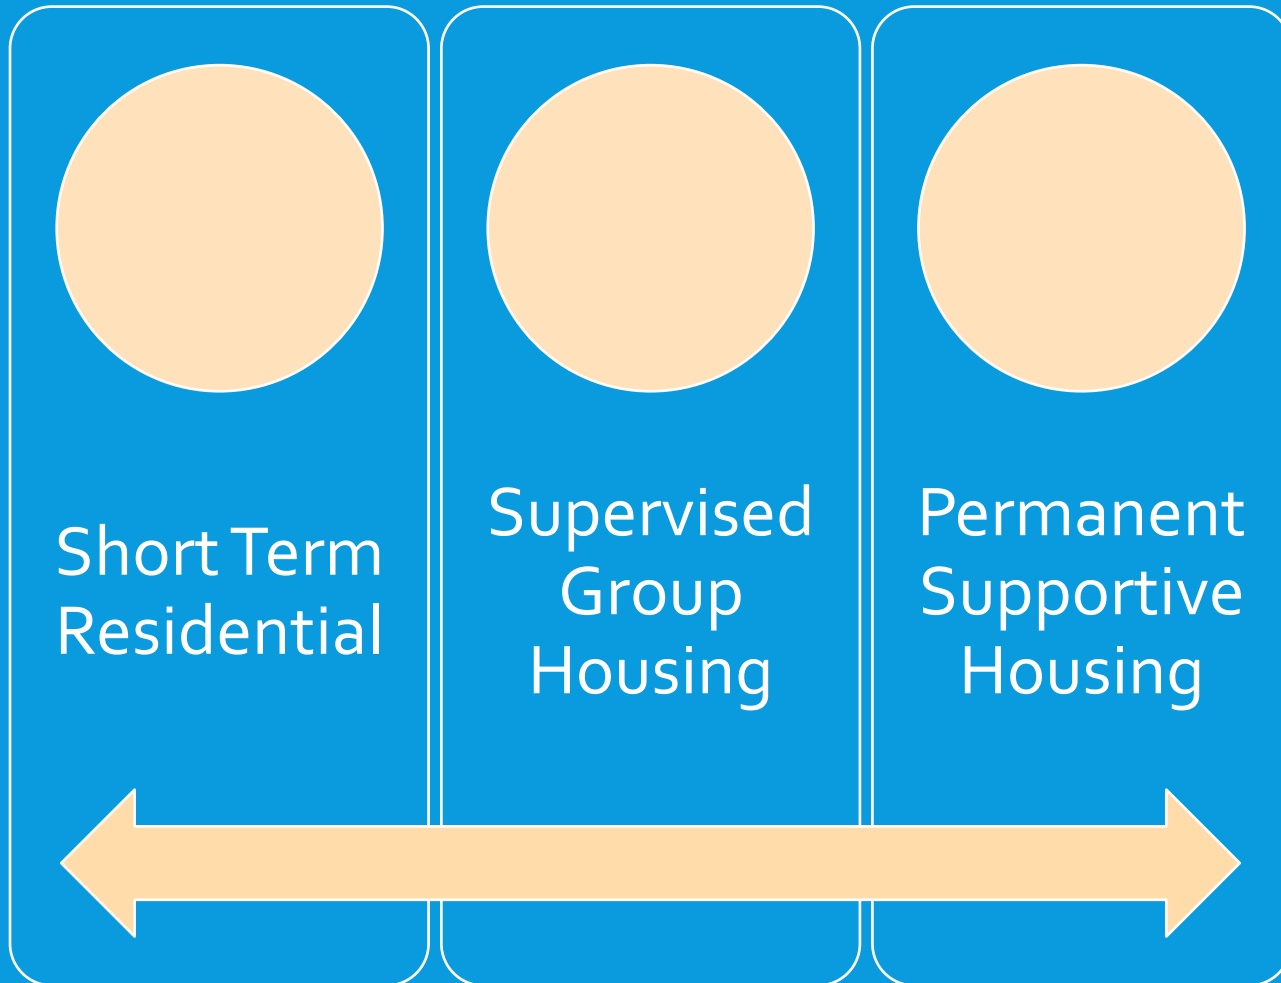 Short Term
Residential
Supervised
Group
Housing
Permanent
Supportive
Housing